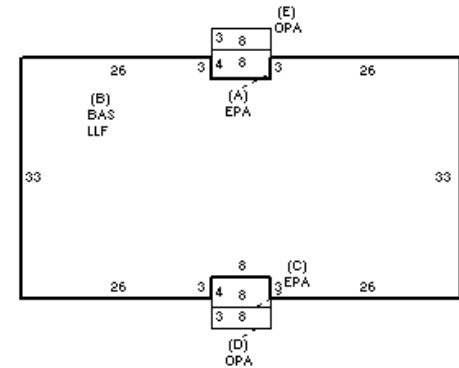 (E)
OPA
3 8
26 3 4 8 3 26
(A)
EPA
(B)
BAS
LLF
33 33
8
(C)
EPA
26 3 4 8 3 26
3 8
(D)
OPA